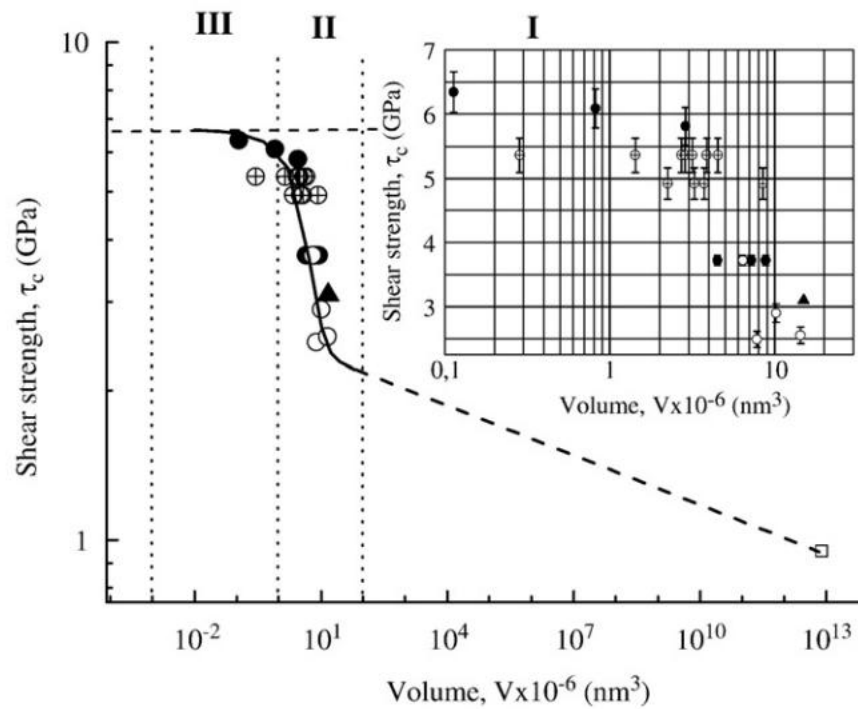 III
II
I
10
1
Shear strength, τc (GPa)
10-2
101
104
107
1010
1013
Volume, Vx10-6 (nm3)
7
6
5
4
3
Shear strength, τc (GPa)
0,1
1
10
Volume, Vx10-6 (nm3)